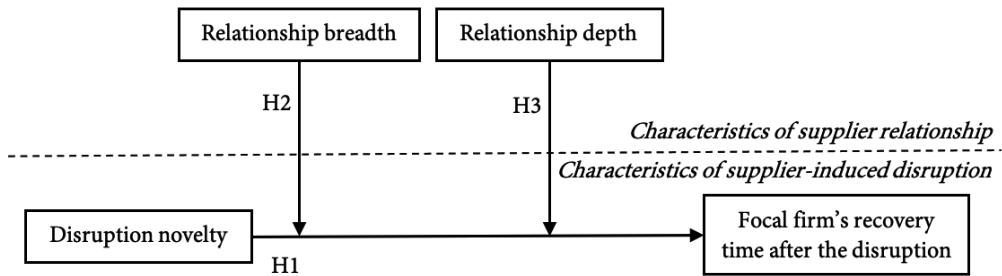 Relationship breadth
Relationship depth
H2
H3
Characteristics of supplier relationship
Characteristics of supplier-induced disruption
Disruption novelty
H1
Focal firm's recovery
time after the disruption